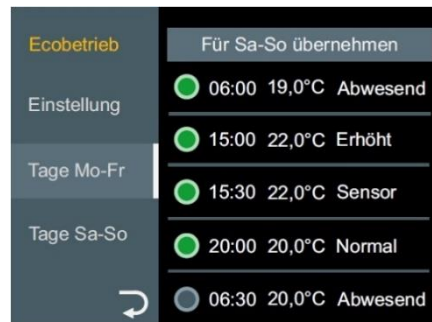 Ecobetrieb
Einstellung
Tage Mo-Fr
Tage Sa-So
Für Sa-So übernehmen
06:00 19,0°C Abwesend
15:00 22,0°C Erhöht
15:30 22,0°C Sensor
20:00 20,0°C Normal
06:30 20,0°C Abwesend